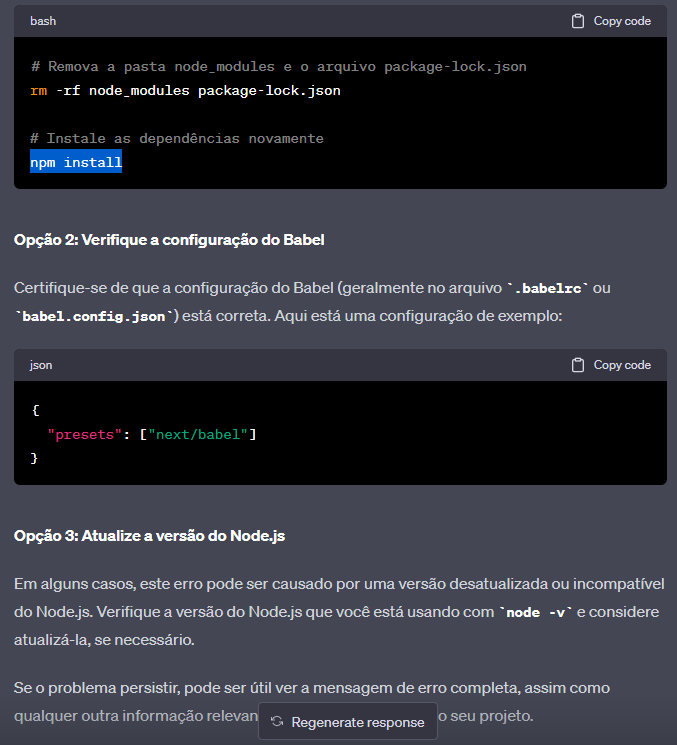 bash
Copy code
# Remova a pasta node_modules e o arquivo package-lock.json
rm -rf node_modules package-lock.json
# Instale as dependências novamente
npm install
Opção 2: Verifique a configuração do Babel
Certifique-se de que a configuração do Babel (geralmente no arquivo `.babelrc` ou
`babel.config.json`) está correta. Aqui está uma configuração de exemplo:
json
Copy code
{
"presets": ["next/babel"]
}
Opção 3: Atualize a versão do Node.js
Em alguns casos, este erro pode ser causado por uma versão desatualizada ou incompatível
do Node.js. Verifique a versão do Node.js que você está usando com `node -v` e considere
atualizá-la, se necessário.
Se o problema persistir, pode ser útil ver a mensagem de erro completa, assim como
qualquer outra informação relevan o seu projeto.
Regenerate response